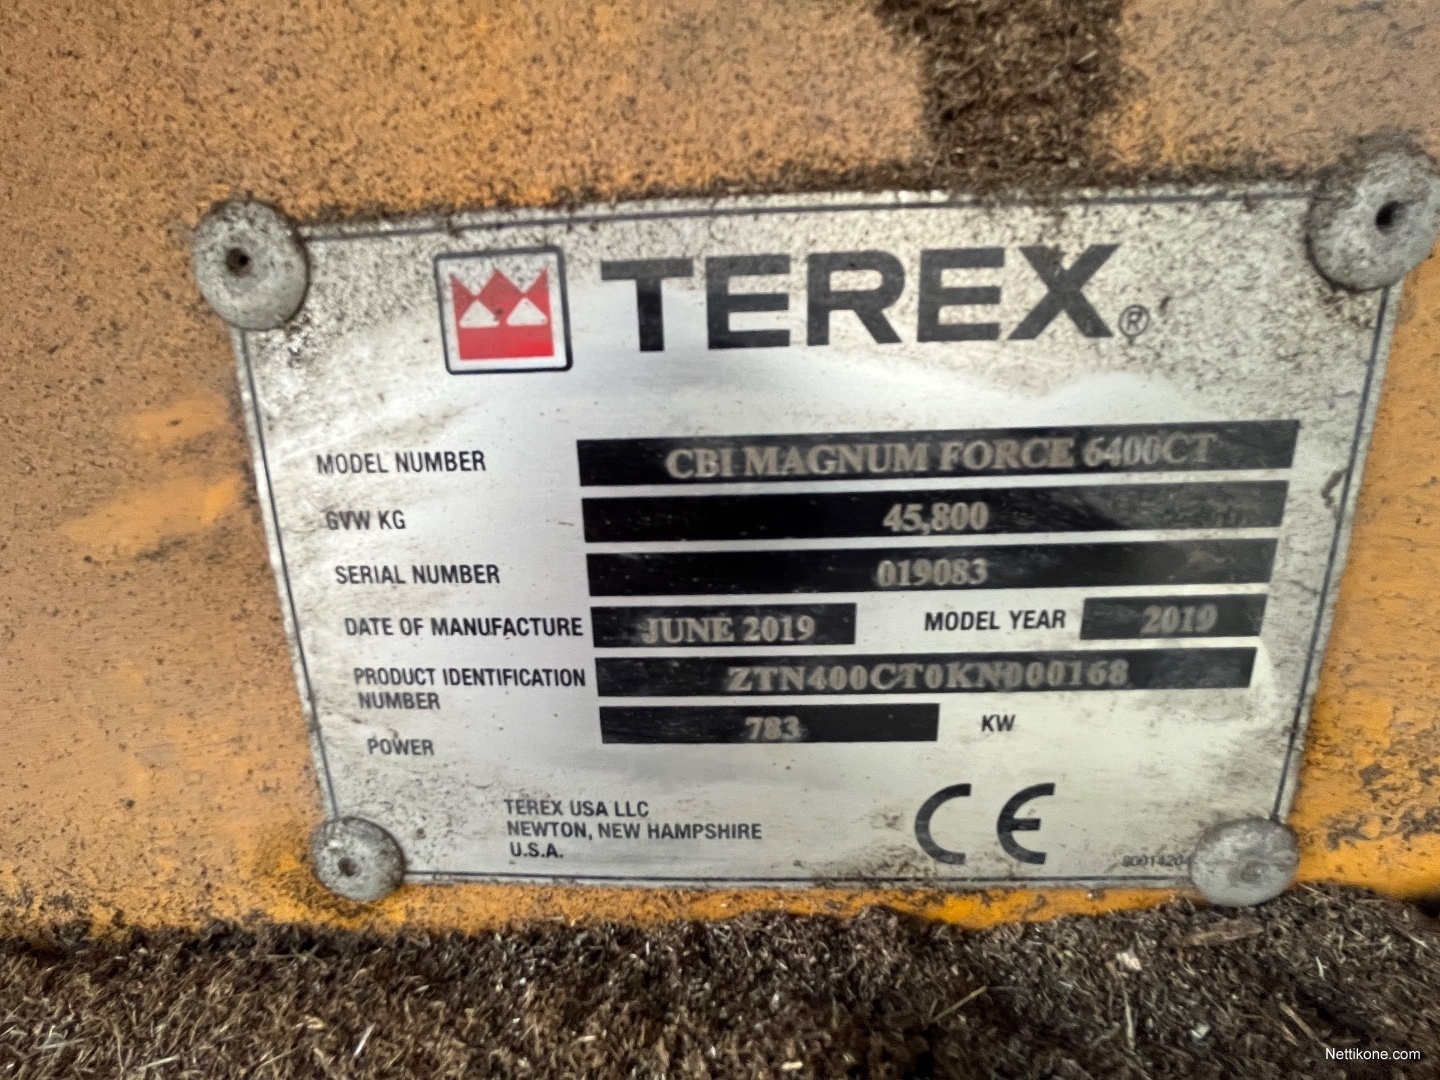 TEREX®
MODEL NUMBER CBI MAGNUM FORCE 6400CT
GVW KG 45,800
SERIAL NUMBER 019083
DATE OF MANUFACTURE JUNE 2019 MODEL YEAR 2019
PRODUCT IDENTIFICATION ZTN400CT0KN000168
NUMBER
POWER 783 KW
TEREX USA LLC
NEWTON, NEW HAMPSHIRE
U.S.A.
CE
Nettikone.com